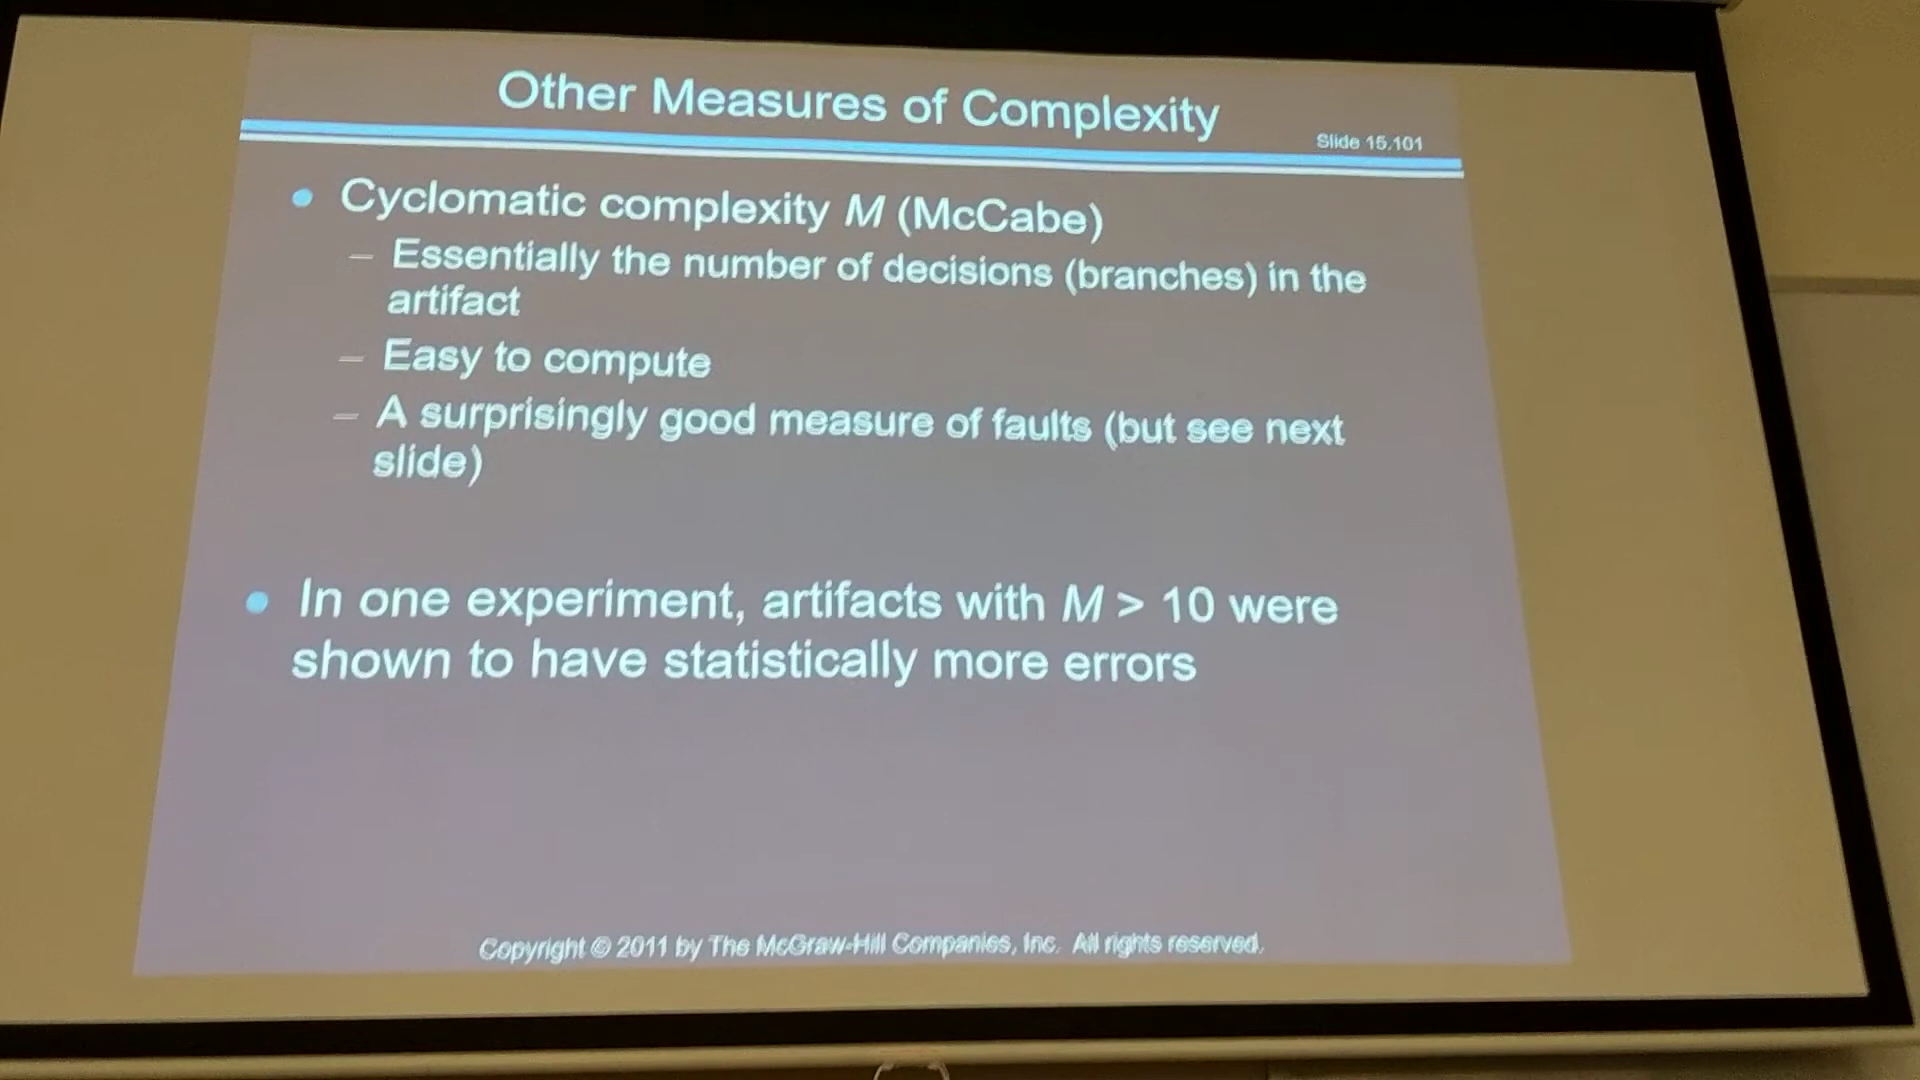 Other Measures of Complexity
Slide 15.101
• Cyclomatic complexity M (McCabe)
– Essentially the number of decisions (branches) in the
artifact
– Easy to compute
– A surprisingly good measure of faults (but see next
slide)
• In one experiment, artifacts with M > 10 were
shown to have statistically more errors
Copyright © 2011 by The McGraw-Hill Companies, Inc. All rights reserved.